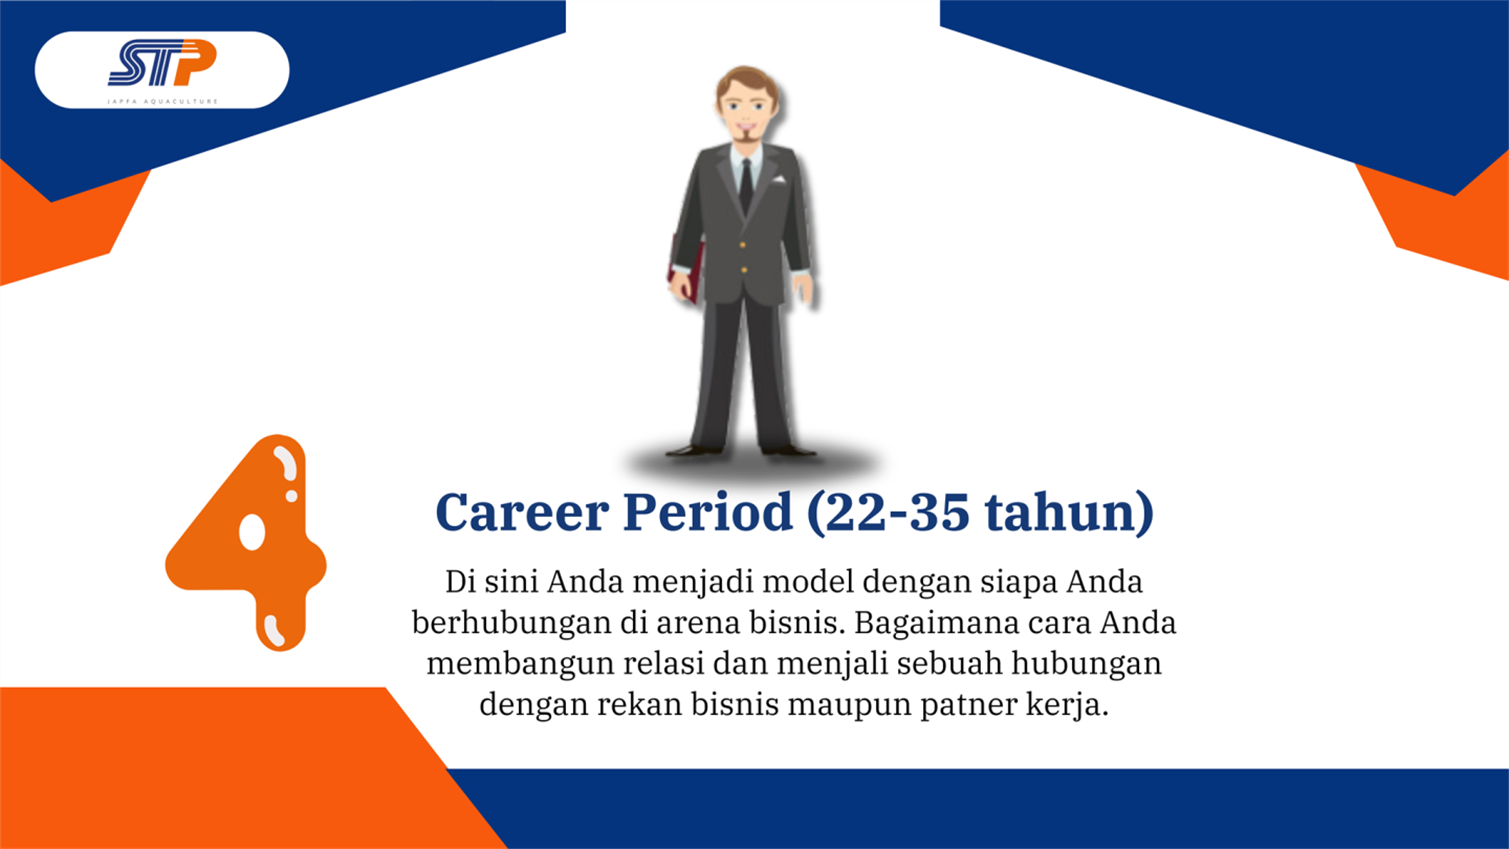 STP
JAPFA AQUACULTURE
4
Career Period (22-35 tahun)
Di sini Anda menjadi model dengan siapa Anda
berhubungan di arena bisnis. Bagaimana cara Anda
membangun relasi dan menjali sebuah hubungan
dengan rekan bisnis maupun patner kerja.